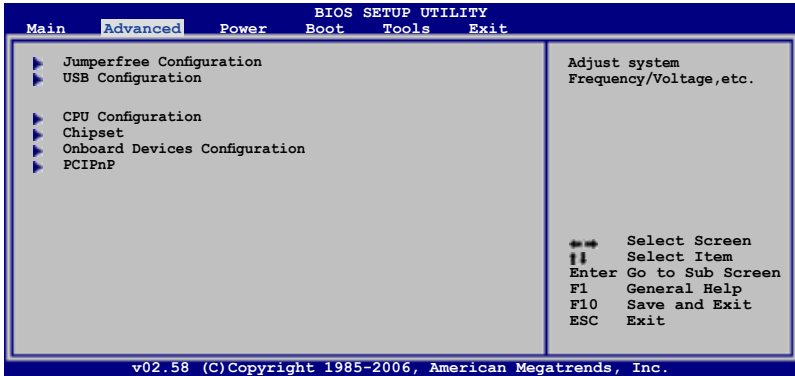 BIOS SETUP UTILITY
Main Advanced Power Boot Tools Exit
Jumperfree Configuration
USB Configuration
CPU Configuration
Chipset
Onboard Devices Configuration
PCIPnP
Adjust system
Frequency/Voltage,etc.
Select Screen
Select Item
Enter Go to Sub Screen
F1 General Help
F10 Save and Exit
ESC Exit
v02.58 (C)Copyright 1985-2006, American Megatrends, Inc.